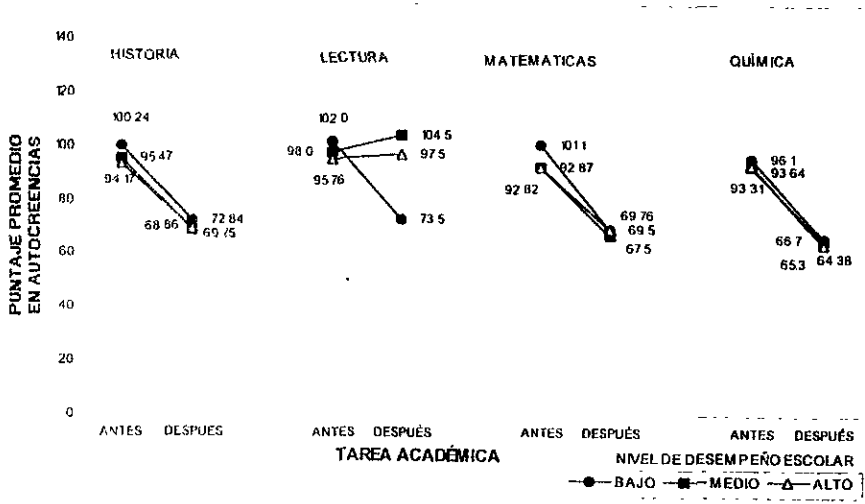 140
HISTORIA LECTURA MATEMATICAS QUÍMICA
120
100 24 102 0 104 5 101 1
100
95 47 98 0 97 5 92 87 96 1
94 17 95 76 92 82 93 64
93 31
80
72 84 73 5 69 76
68 86 69 75 69 5 66 7
67 5 65 3 64 38
60
40
20
0
PUNTAJE PROMEDIO
EN AUTOCREENCIAS
ANTES DESPUES ANTES DESPUÉS ANTES DESPUÉS ANTES DESPUÉS
TAREA ACADÉMICA
NIVEL DE DESEMPEÑO ESCOLAR
BAJO MEDIO ALTO